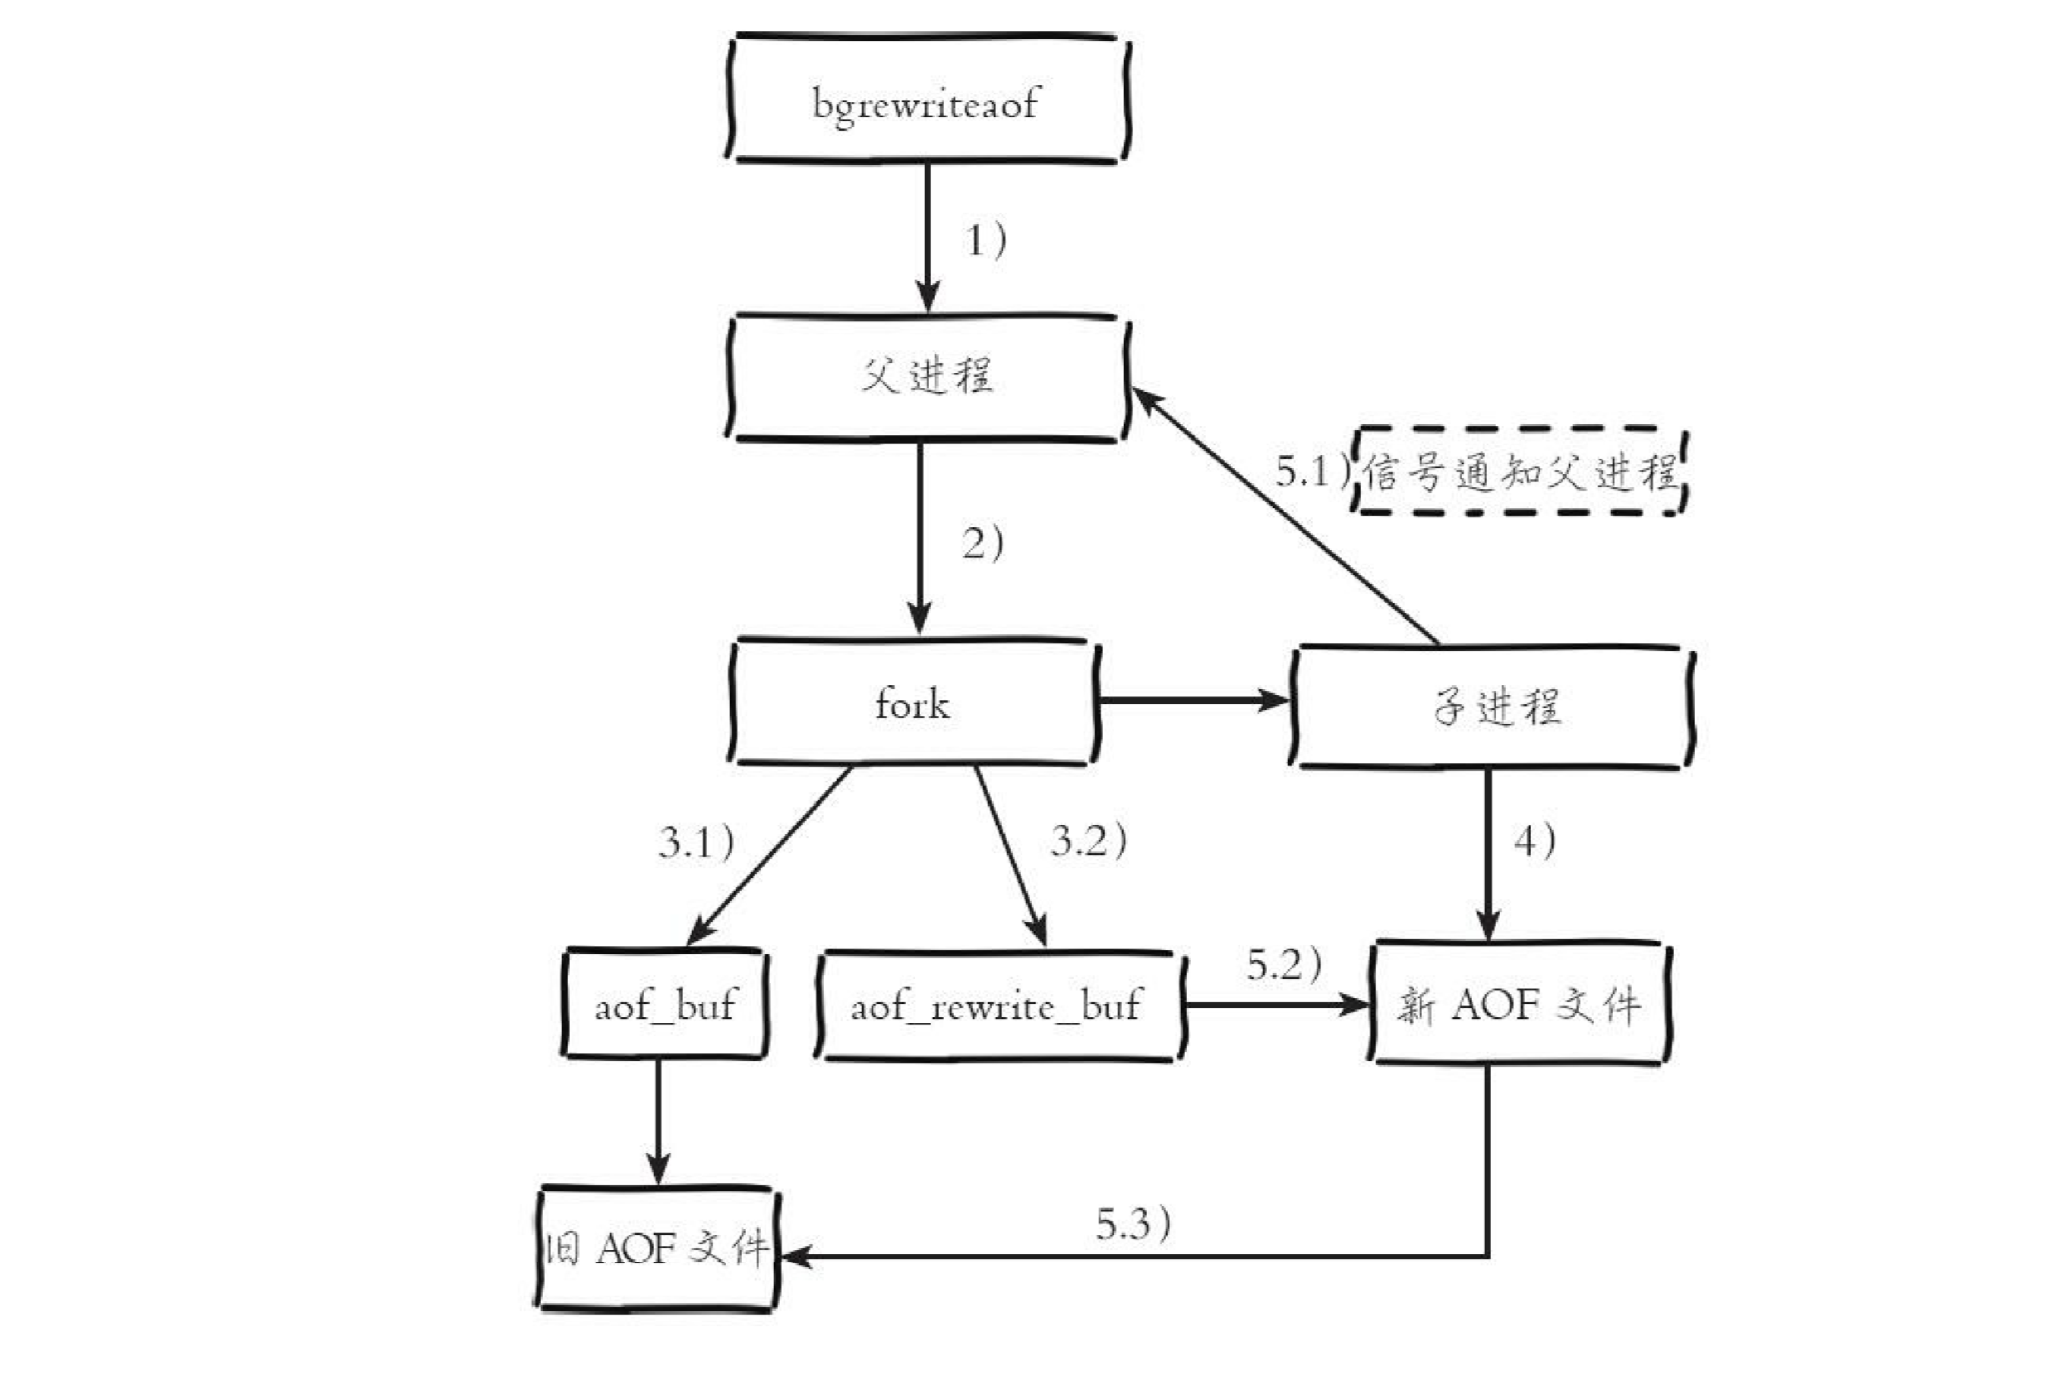 bgrewriteaof
1)
父进程
5.1)信号通知父进程
2)
fork
子进程
3.1)
3.2)
4)
aof_buf
aof_rewrite_buf
5.2)
新 AOF 文件
5.3)
旧 AOF 文件